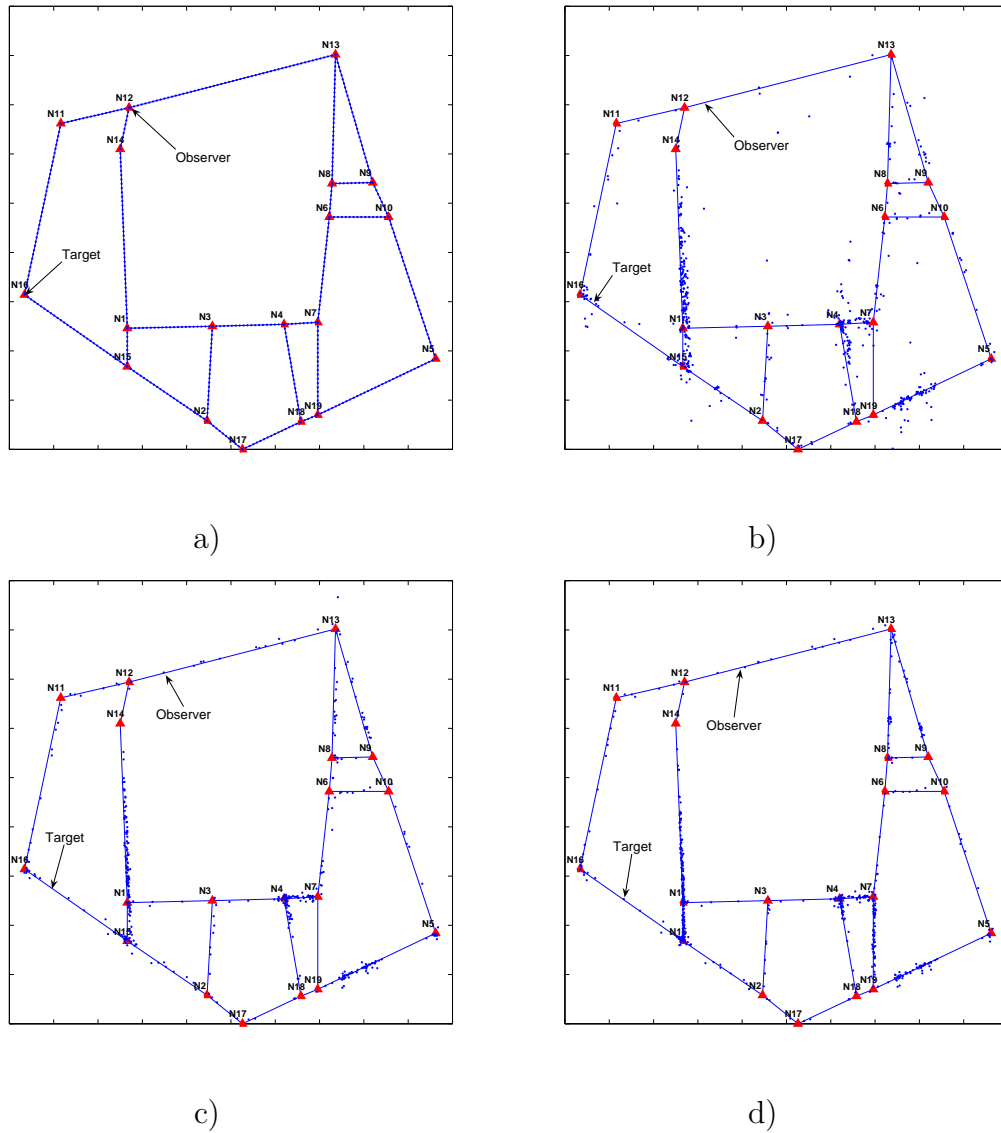 N13
N12
N11
Observer
N14
N8
N9
N6
N10
Target
N16
N1
N3
N4
N7
N15
N5
N2
N19
N18
N17
a)
N13
N12
N11
Observer
N14
N8
N9
N6
N10
Target
N16
N1
N3
N4
N7
N15
N5
N2
N19
N18
N17
b)
N13
N12
N11
Observer
N14
N8
N9
N6
N10
Target
N16
N1
N3
N4
N7
N15
N5
N2
N19
N18
N17
c)
N13
N12
N11
Observer
N14
N8
N9
N6
N10
Target
N16
N1
N3
N4
N7
N15
N5
N2
N19
N18
N17
d)